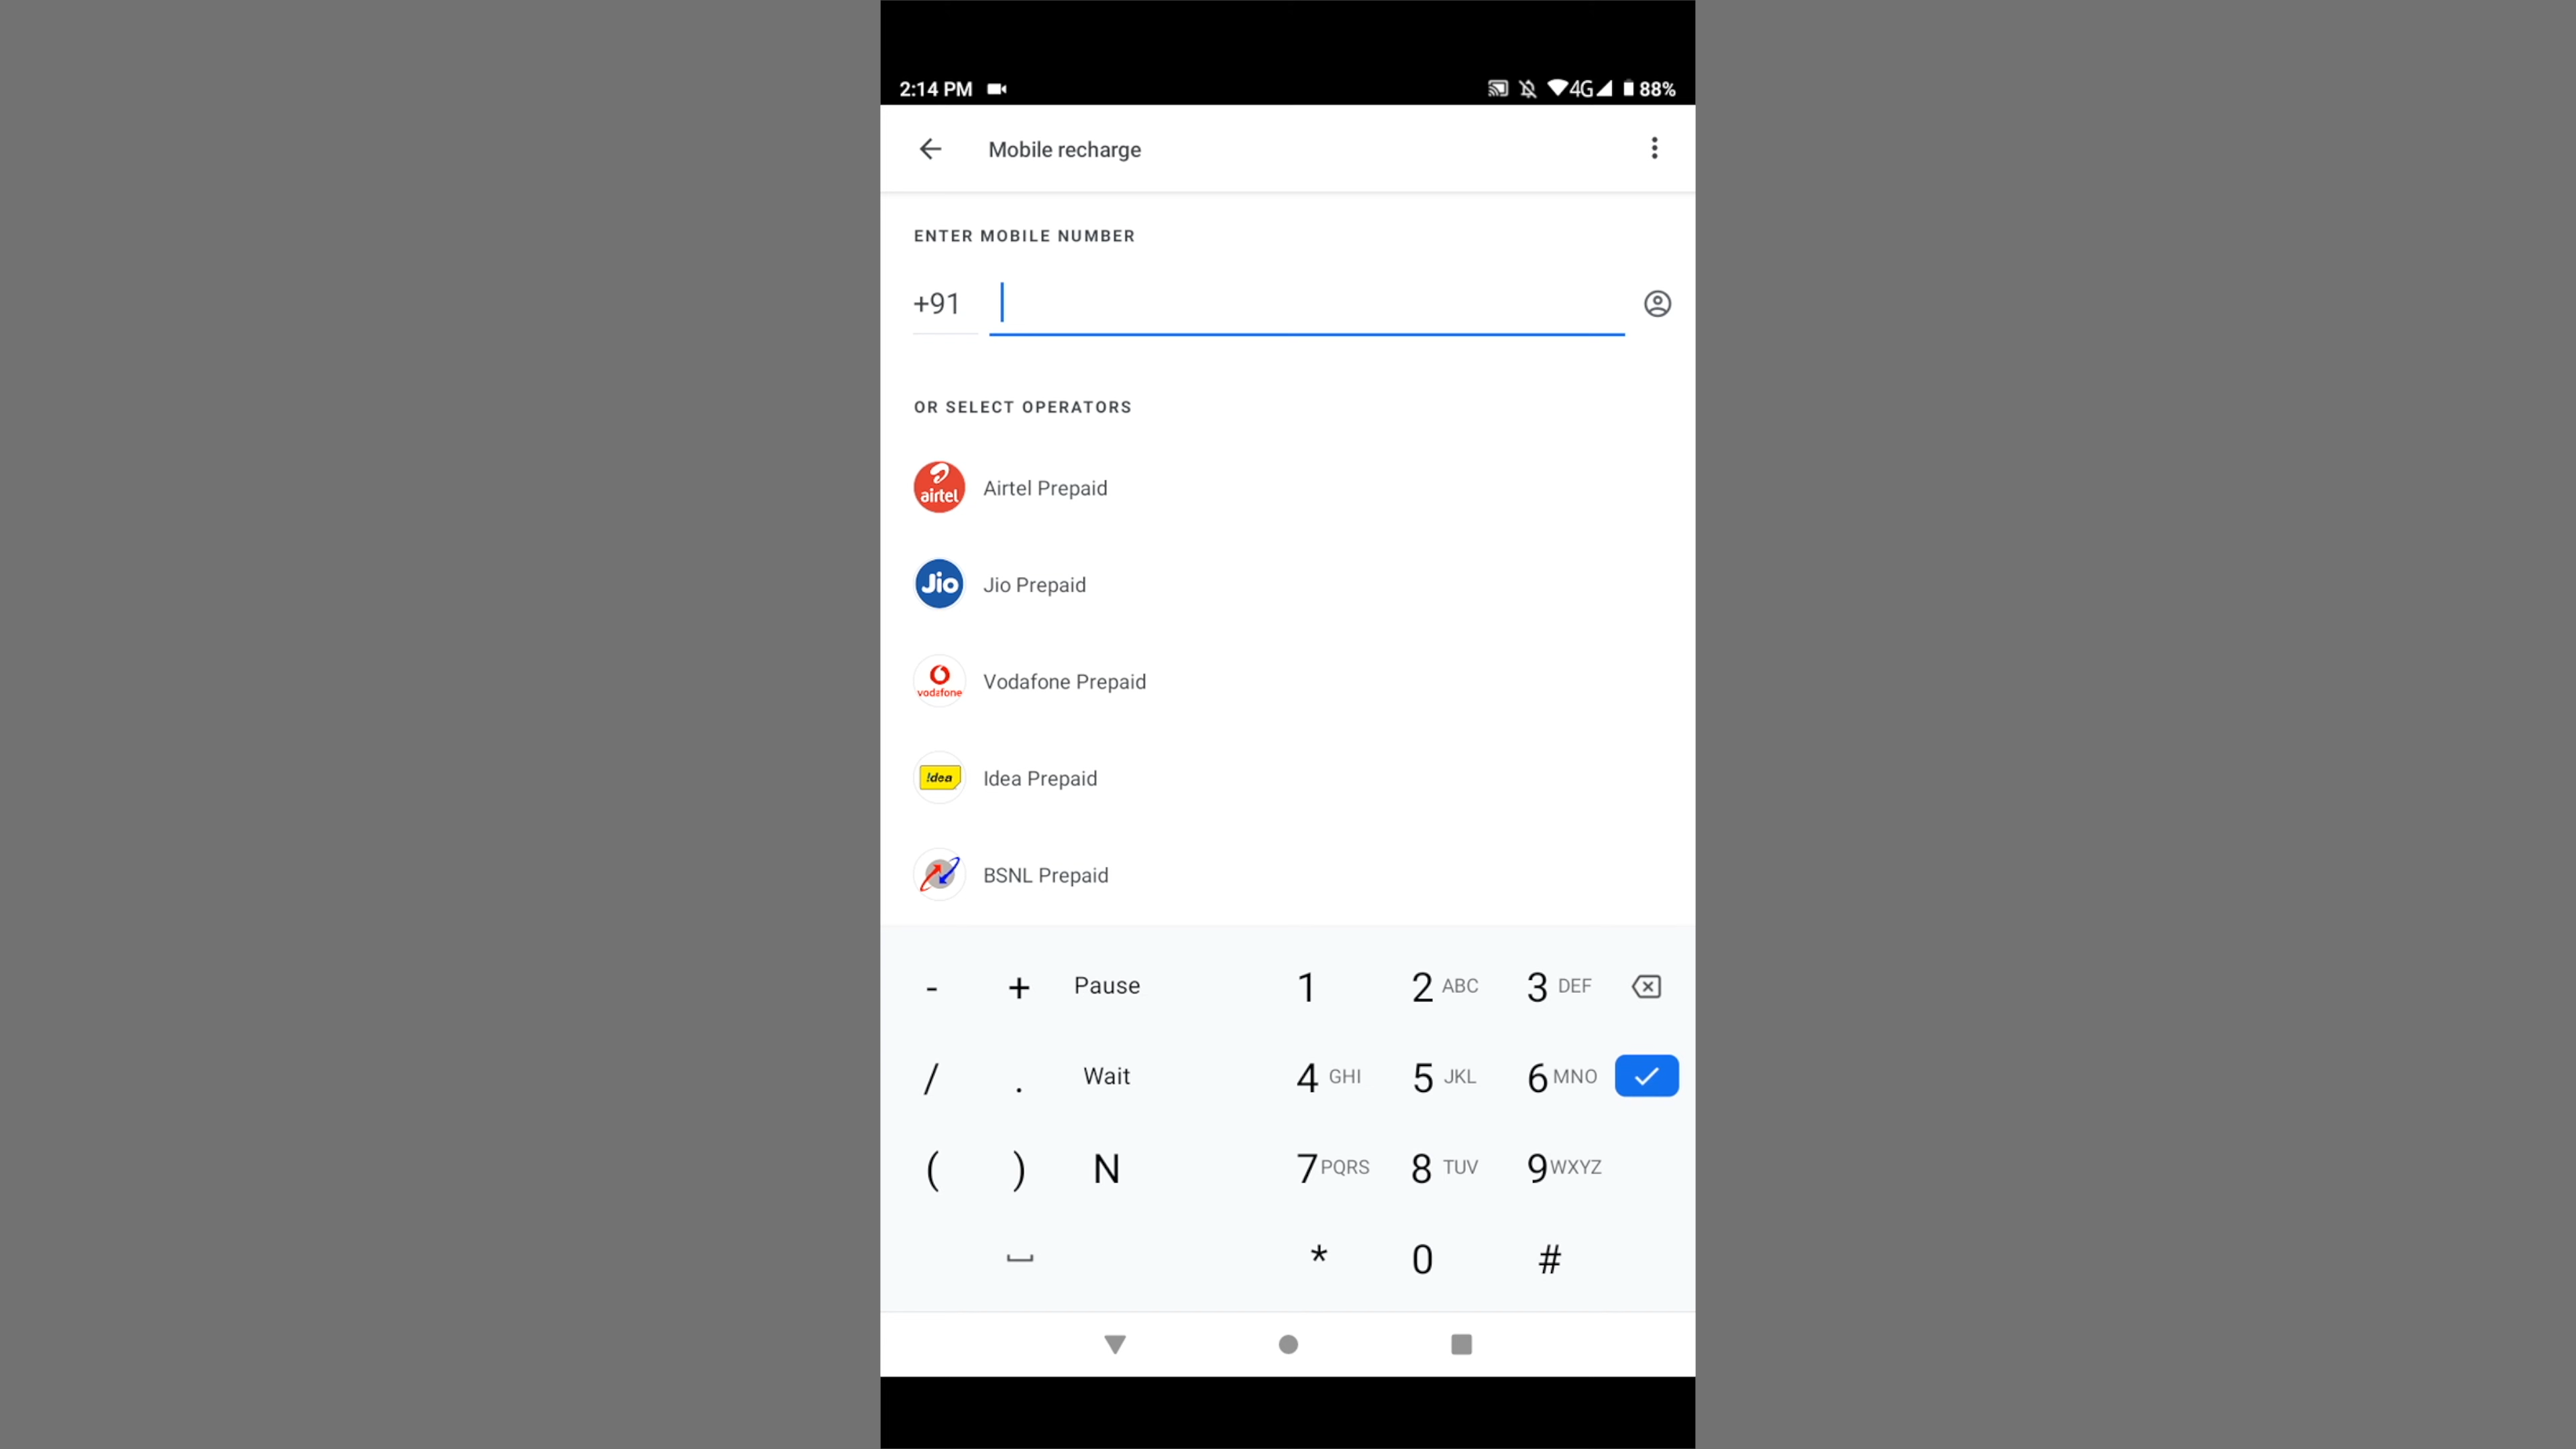 2:14 PM 4G 88%
Mobile recharge
ENTER MOBILE NUMBER
+91
OR SELECT OPERATORS
airtel Airtel Prepaid
Jio Jio Prepaid
vodafone Vodafone Prepaid
!dea Idea Prepaid
BSNL Prepaid
- + Pause 1 2 ABC 3 DEF
/ . Wait 4 GHI 5 JKL 6 MNO
( ) N 7 PQRS 8 TUV 9 WXYZ
* 0 #